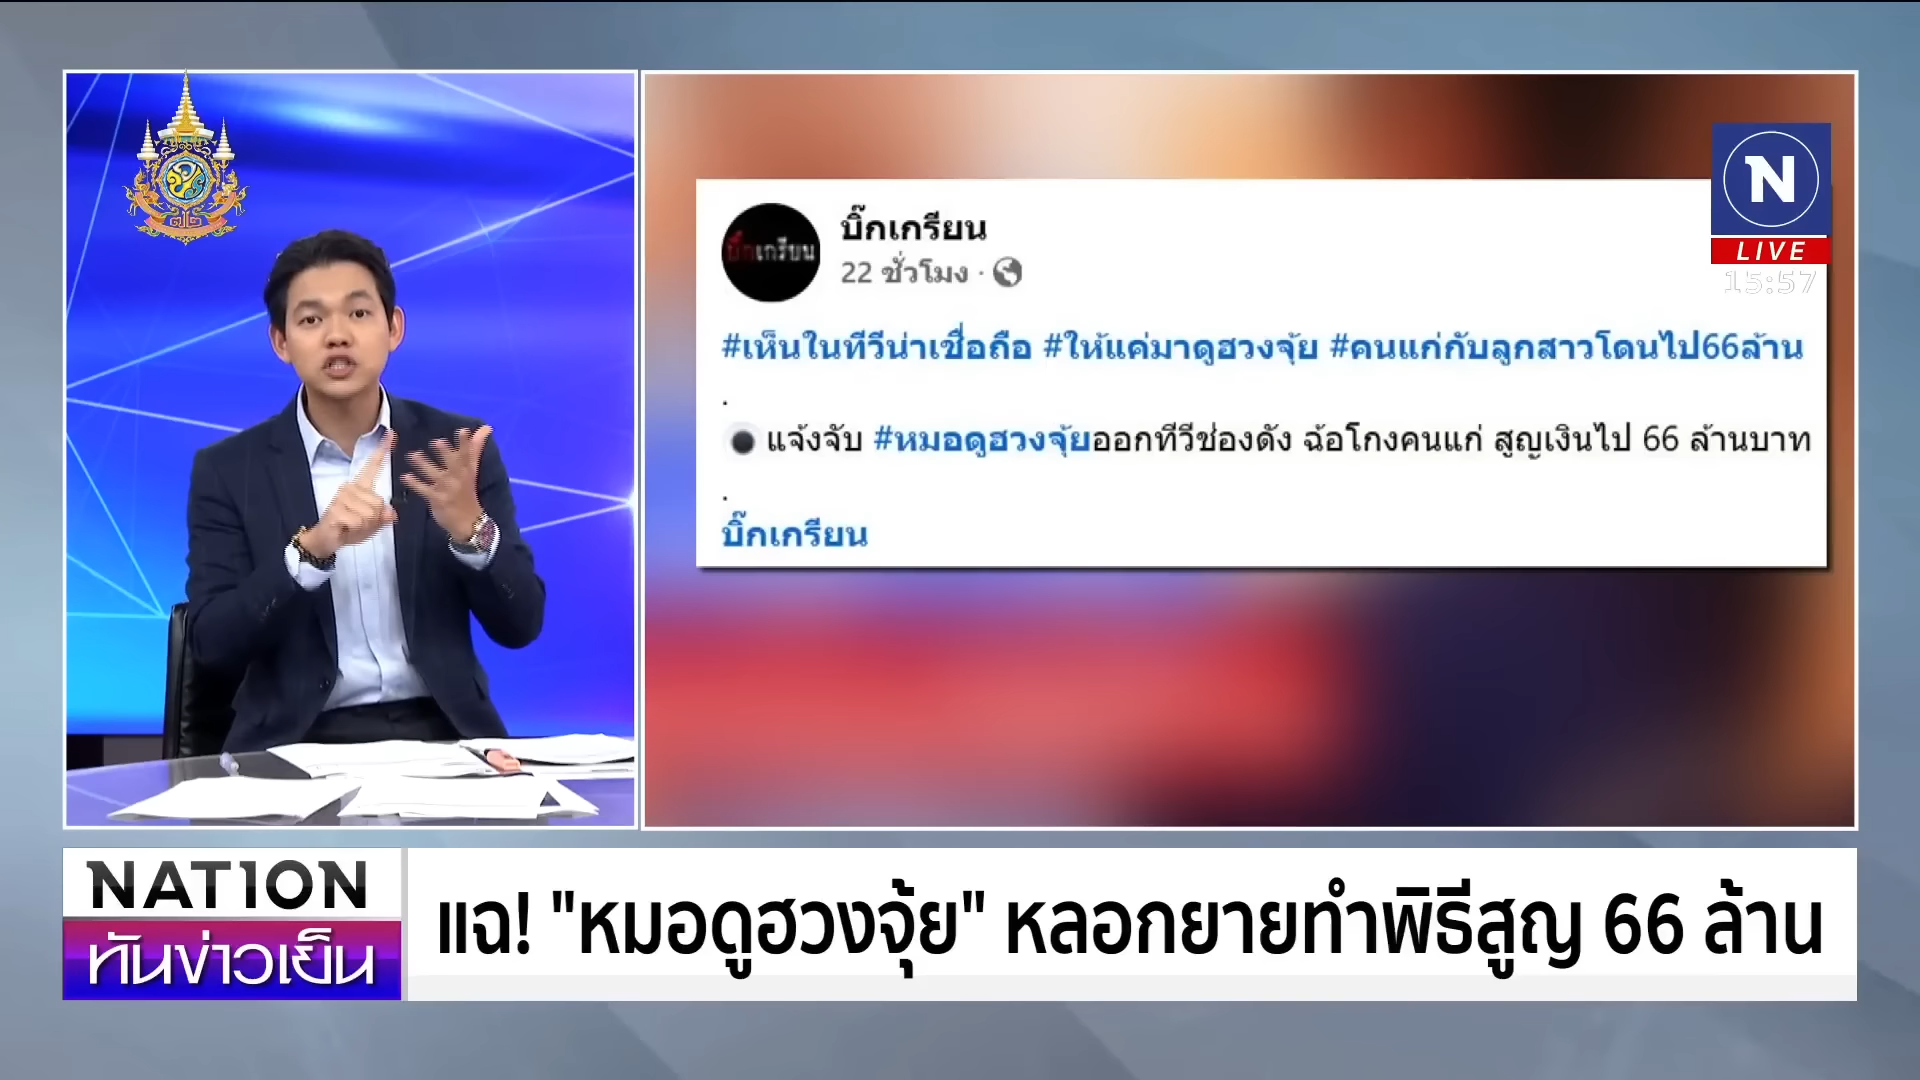 N
LIVE
15:57
บิ๊กเกรียน
บิ๊กเกรียน
22 ชั่วโมง ·
#เห็นในทีวีน่าเชื่อถือ #ให้แค่มาดูฮวงจุ้ย #คนแก่กับลูกสาวโดนไป66ล้าน
.
แจ้งจับ #หมอดูฮวงจุ้ยออกทีวีช่องดัง ฉ้อโกงคนแก่ สูญเงินไป 66 ล้านบาท
.
บิ๊กเกรียน
NATION
ทันข่าวเย็น
แฉ! "หมอดูฮวงจุ้ย" หลอกยายทำพิธีสูญ 66 ล้าน